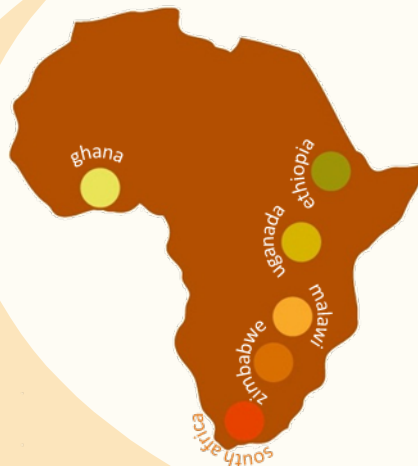 ghana
ethiopia
uganada
malawi
zimbabwe
south africa